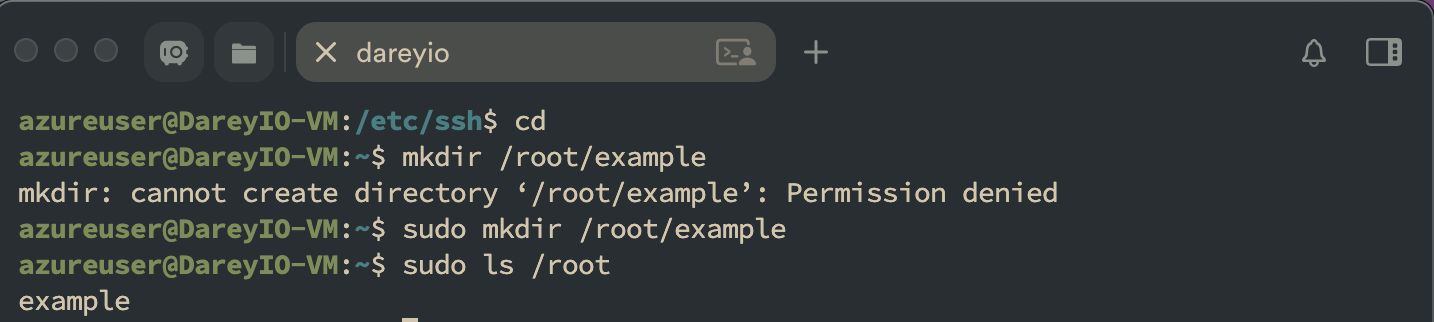 dareyio
azureuser@DareyIO-VM:/etc/ssh$ cd
azureuser@DareyIO-VM:~$ mkdir /root/example
mkdir: cannot create directory ‘/root/example’: Permission denied
azureuser@DareyIO-VM:~$ sudo mkdir /root/example
azureuser@DareyIO-VM:~$ sudo ls /root
example